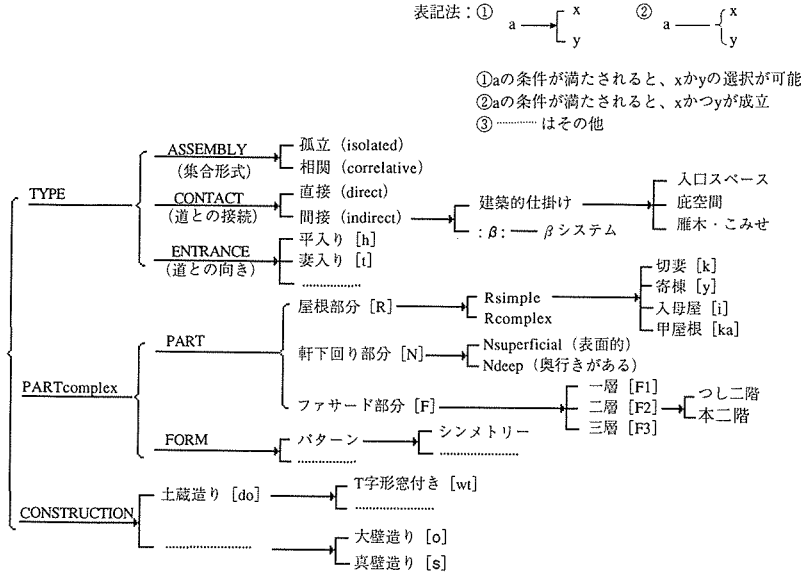 表記法：① a x y ② a x y
①aの条件が満たされると、xかyの選択が可能
②aの条件が満たされると、xかつyが成立
③ ………… はその他
TYPE
ASSEMBLY
(集合形式)
孤立（isolated）
相関（correlative）
CONTACT
(道との接続)
直接（direct）
間接（indirect）
建築的仕掛け
入口スペース
庇空間
雁木・こみせ
:β: βシステム
ENTRANCE
(道との向き)
平入り［h］
妻入り［t］
…………
PARTcomplex
PART
屋根部分［R］
Rsimple
Rcomplex
切妻［k］
寄棟［y］
入母屋［i］
甲屋根［ka］
軒下回り部分［N］
Nsuperficial（表面的）
Ndeep（奥行きがある）
ファサード部分［F］
一層［F1］
二層［F2］
三層［F3］
つし二階
本二階
FORM
パターン
…………
シンメトリー
…………
CONSTRUCTION
土蔵造り［do］
T字形窓付き［wt］
…………
…………
大壁造り［o］
真壁造り［s］